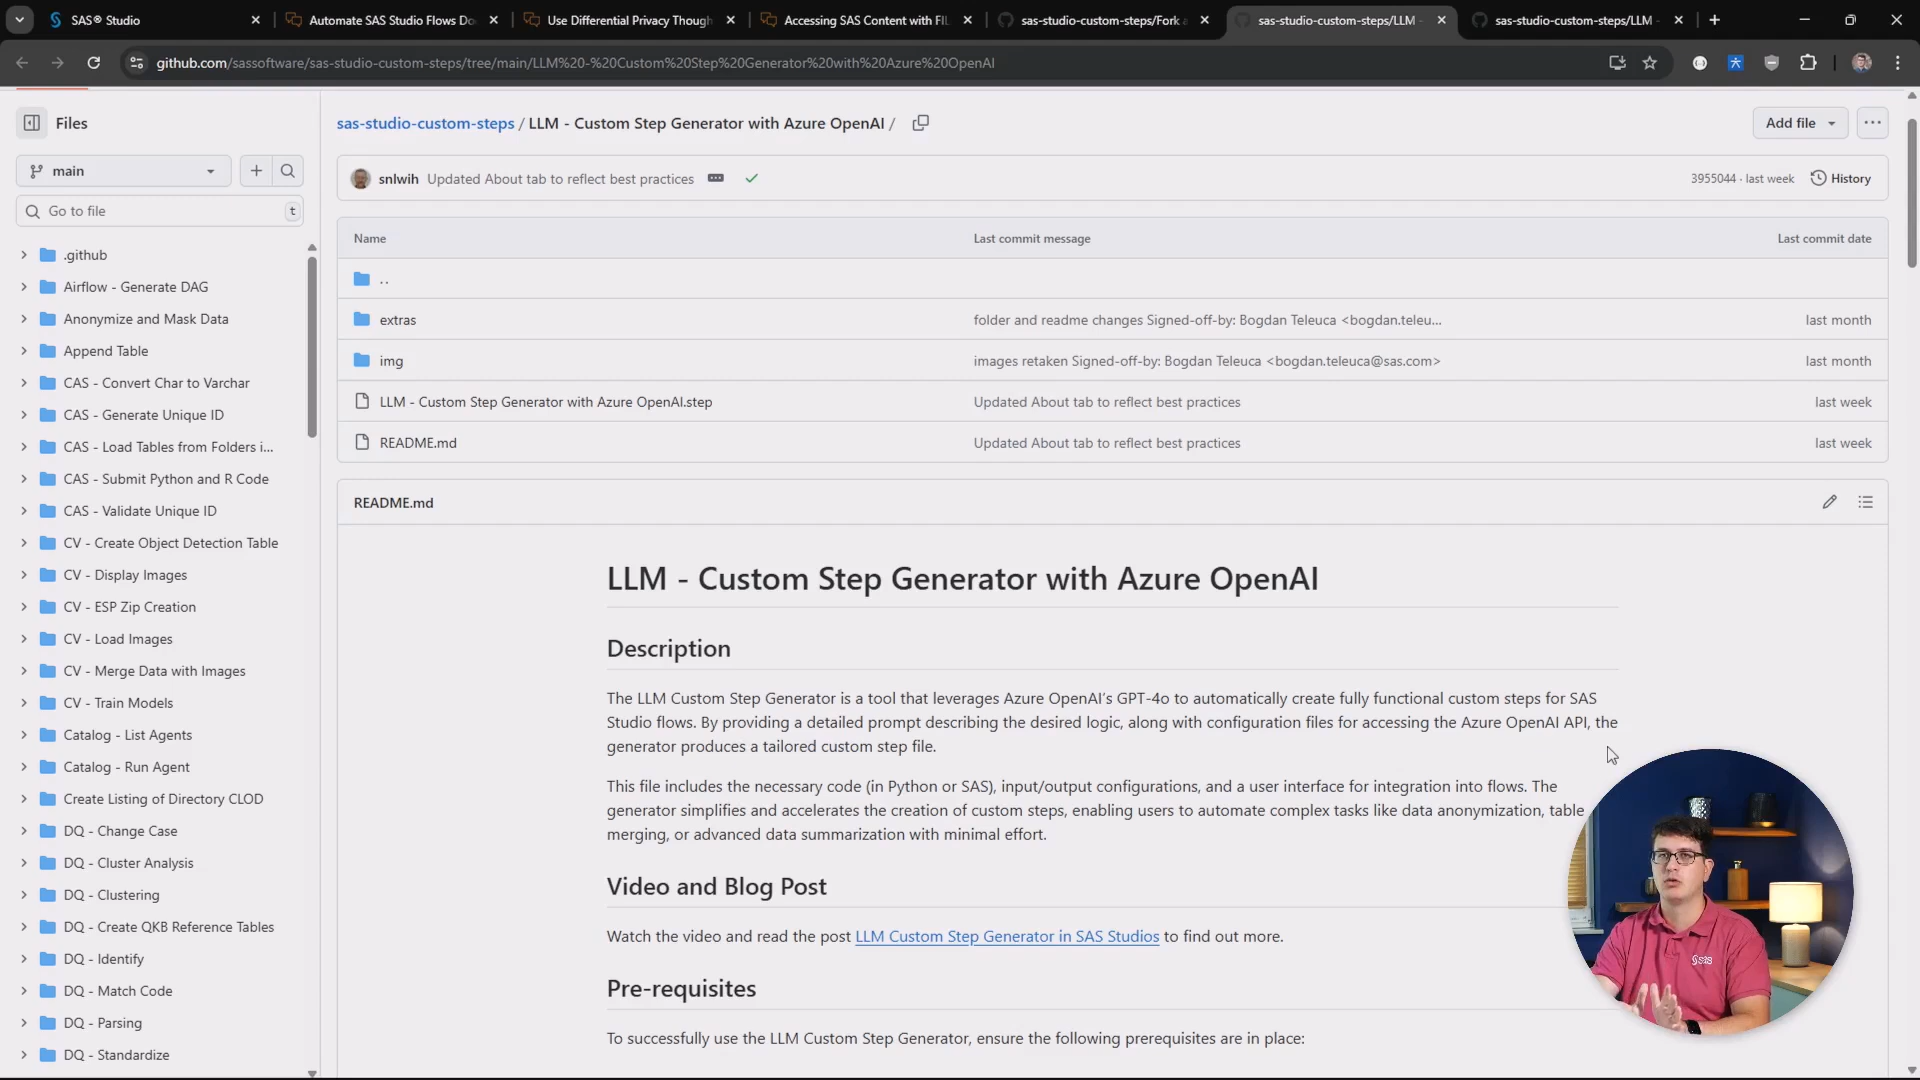 SAS® Studio
Automate SAS Studio Flows Do
Use Differential Privacy Though
Accessing SAS Content with FIL
sas-studio-custom-steps/Fork a
sas-studio-custom-steps/LLM -
sas-studio-custom-steps/LLM -
github.com/sassoftware/sas-studio-custom-steps/tree/main/LLM%20-%20Custom%20Step%20Generator%20with%20Azure%20OpenAI
Files
sas-studio-custom-steps / LLM - Custom Step Generator with Azure OpenAI /
Add file
main
snlwih Updated About tab to reflect best practices
3955044 · last week
History
Go to file
t
Name
Last commit message
Last commit date
. .
extras
folder and readme changes Signed-off-by: Bogdan Teleuca <bogdan.teleu...
last month
img
images retaken Signed-off-by: Bogdan Teleuca <bogdan.teleuca@sas.com>
last month
LLM - Custom Step Generator with Azure OpenAI.step
Updated About tab to reflect best practices
last week
README.md
Updated About tab to reflect best practices
last week
.github
Airflow - Generate DAG
Anonymize and Mask Data
Append Table
CAS - Convert Char to Varchar
CAS - Generate Unique ID
CAS - Load Tables from Folders i...
CAS - Submit Python and R Code
CAS - Validate Unique ID
CV - Create Object Detection Table
CV - Display Images
CV - ESP Zip Creation
CV - Load Images
CV - Merge Data with Images
CV - Train Models
Catalog - List Agents
Catalog - Run Agent
Create Listing of Directory CLOD
DQ - Change Case
DQ - Cluster Analysis
DQ - Clustering
DQ - Create QKB Reference Tables
DQ - Identify
DQ - Match Code
DQ - Parsing
DQ - Standardize
README.md
LLM - Custom Step Generator with Azure OpenAI
Description
The LLM Custom Step Generator is a tool that leverages Azure OpenAI's GPT-4o to automatically create fully functional custom steps for SAS
Studio flows. By providing a detailed prompt describing the desired logic, along with configuration files for accessing the Azure OpenAI API, the
generator produces a tailored custom step file.
This file includes the necessary code (in Python or SAS), input/output configurations, and a user interface for integration into flows. The
generator simplifies and accelerates the creation of custom steps, enabling users to automate complex tasks like data anonymization, table
merging, or advanced data summarization with minimal effort.
Video and Blog Post
Watch the video and read the post LLM Custom Step Generator in SAS Studios to find out more.
Pre-requisites
To successfully use the LLM Custom Step Generator, ensure the following prerequisites are in place:
sas